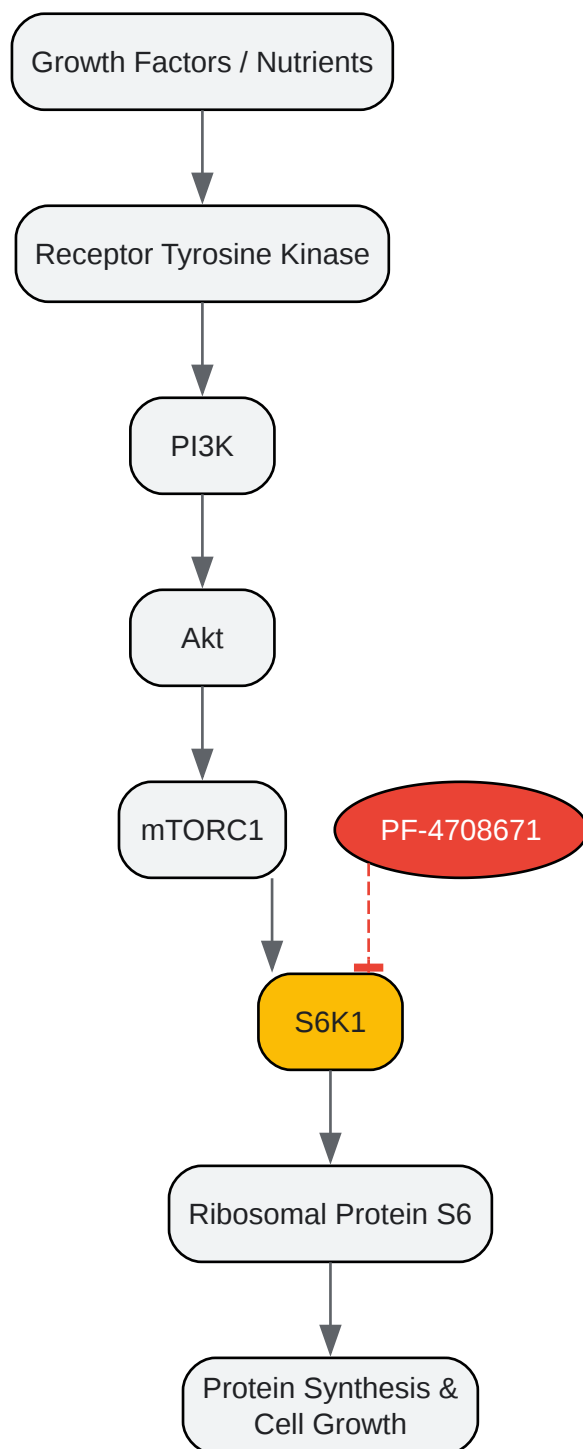 Growth Factors / Nutrients
Receptor Tyrosine Kinase
PI3K
Akt
mTORC1
PF-4708671
S6K1
Ribosomal Protein S6
Protein Synthesis &
Cell Growth